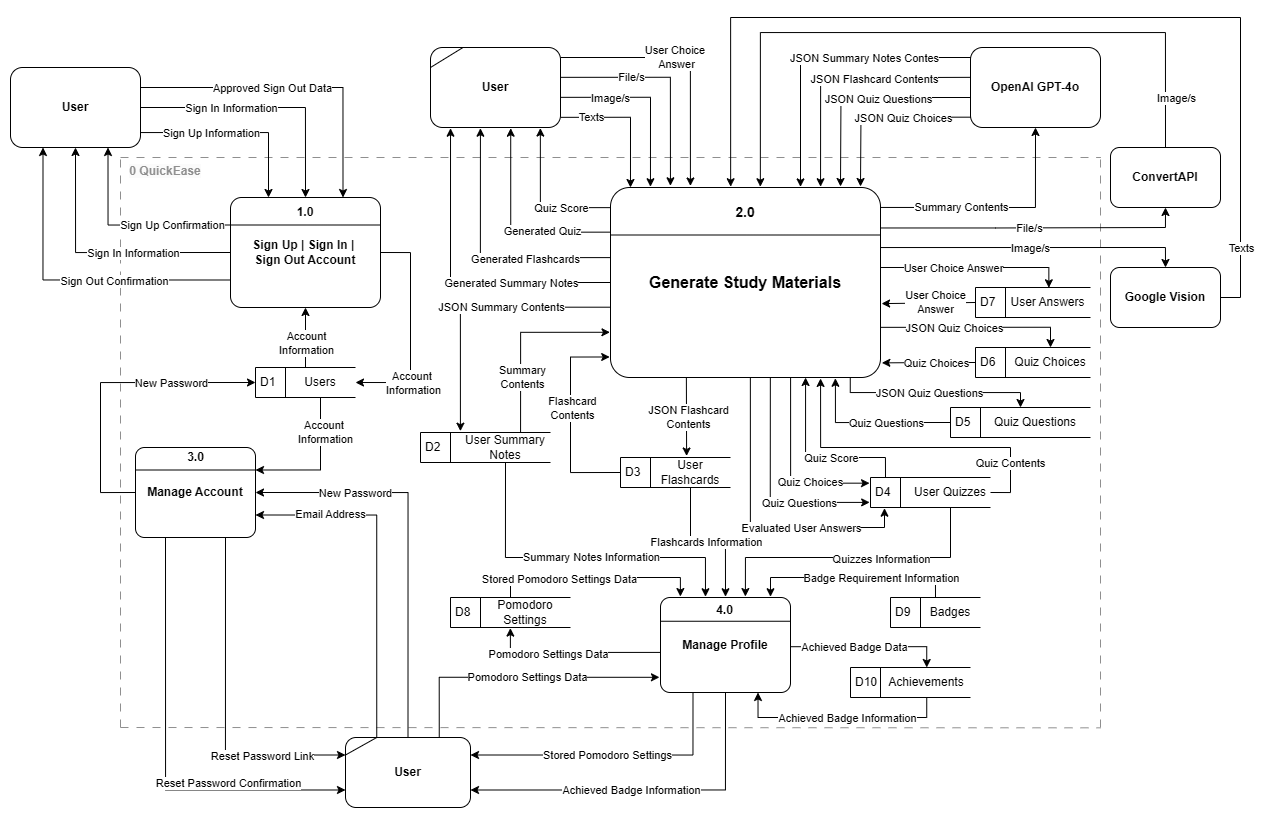 User
Approved Sign Out Data
Sign In Information
Sign Up Information
0 QuickEase
1.0
Sign Up | Sign In |
Sign Out Account
Sign Up Confirmation
Sign In Information
Sign Out Confirmation
Account
Information
D1
Users
Account
Information
New Password
Account
Information
3.0
Manage Account
New Password
Email Address
User
User Choice
Answer
File/s
Image/s
Texts
JSON Summary Notes Contes
JSON Flashcard Contents
JSON Quiz Questions
JSON Quiz Choices
OpenAI GPT-4o
Image/s
ConvertAPI
Texts
Google Vision
2.0
Generate Study Materials
Quiz Score
Generated Quiz
Generated Flashcards
Generated Summary Notes
JSON Summary Contents
Summary Contents
File/s
Image/s
User Choice Answer
User Choice
Answer
D7
User Answers
JSON Quiz Choices
Quiz Choices
D6
Quiz Choices
JSON Quiz Questions
Quiz Questions
D5
Quiz Questions
Summary
Contents
Flashcard
Contents
JSON Flashcard
Contents
D2
User Summary
Notes
D3
User
Flashcards
Quiz Score
Quiz Contents
Quiz Choices
Quiz Questions
D4
User Quizzes
Evaluated User Answers
Flashcards Information
Summary Notes Information
Quizzes Information
Stored Pomodoro Settings Data
Badge Requirement Information
D8
Pomodoro
Settings
4.0
Manage Profile
D9
Badges
Pomodoro Settings Data
Achieved Badge Data
Pomodoro Settings Data
D10
Achievements
Achieved Badge Information
Reset Password Link
Reset Password Confirmation
User
Stored Pomodoro Settings
Achieved Badge Information